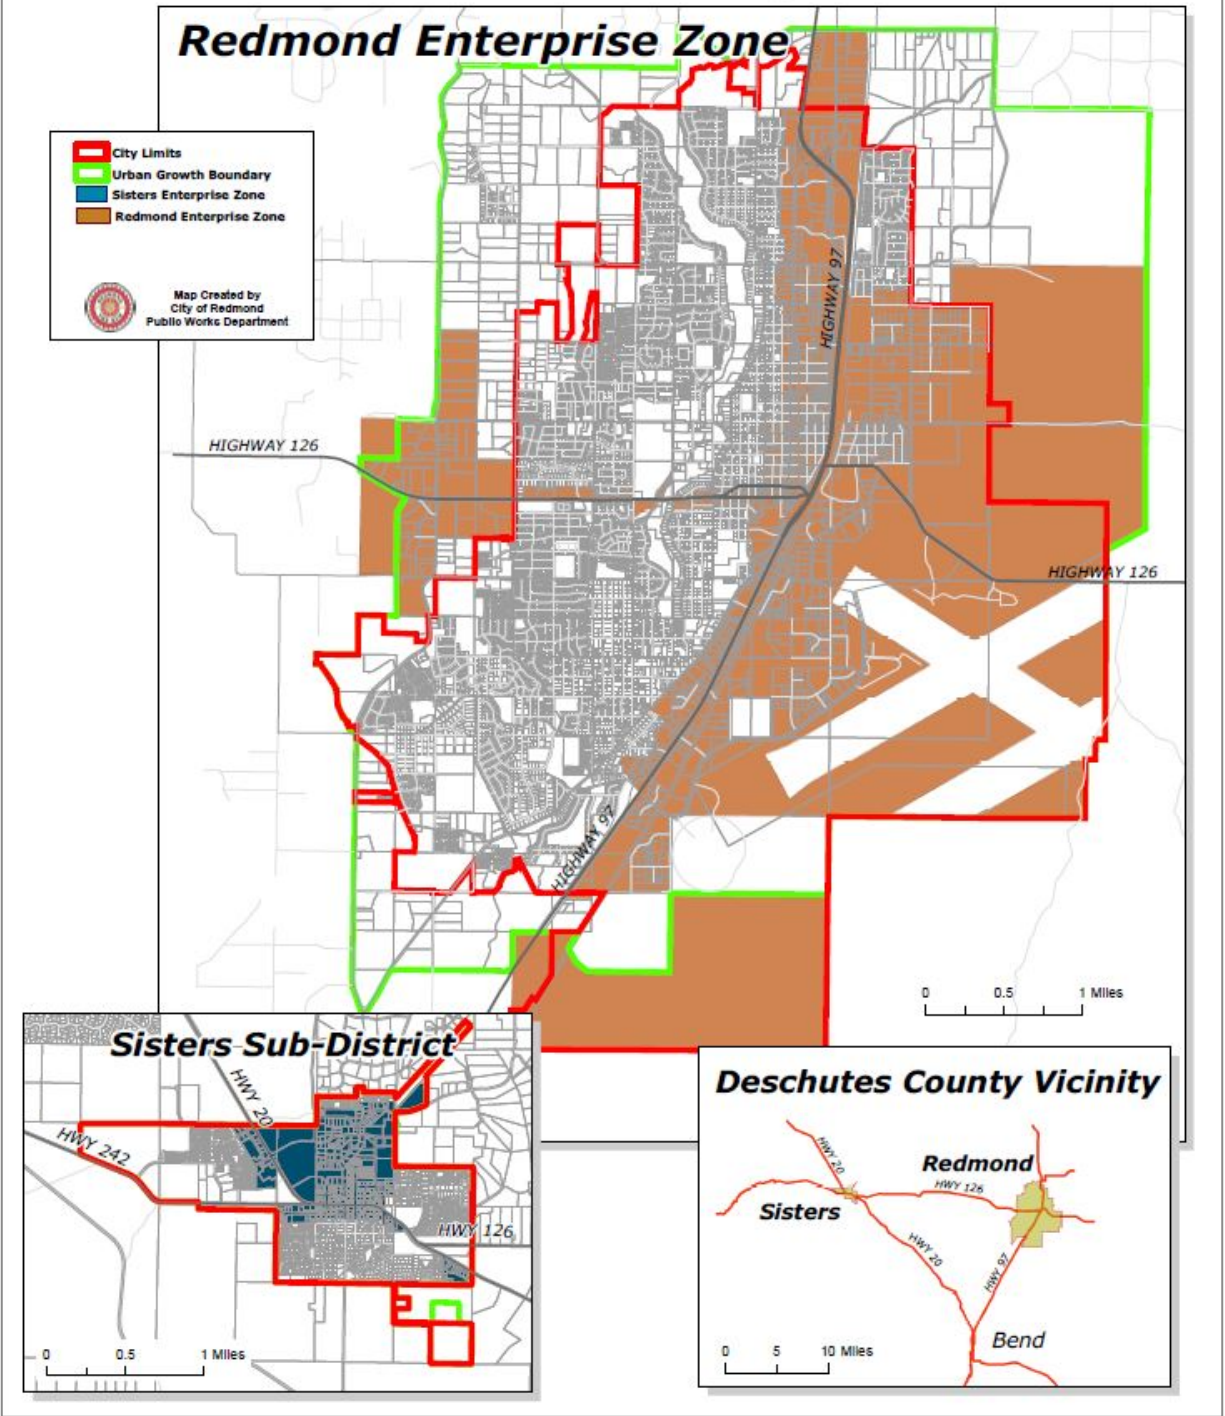 Redmond Enterprise Zone
City Limits
Urban Growth Boundary
Sisters Enterprise Zone
Redmond Enterprise Zone
Map Created by
City of Redmond
Public Works Department
HIGHWAY 97
HIGHWAY 126
HIGHWAY 126
HIGHWAY 97
0 0.5 1 Miles
Sisters Sub-District
HWY 20
HWY 242
HWY 126
0 0.5 1 Miles
Deschutes County Vicinity
HWY 20
Redmond
HWY 126
Sisters
HWY 20
HWY 97
Bend
0 5 10 Miles